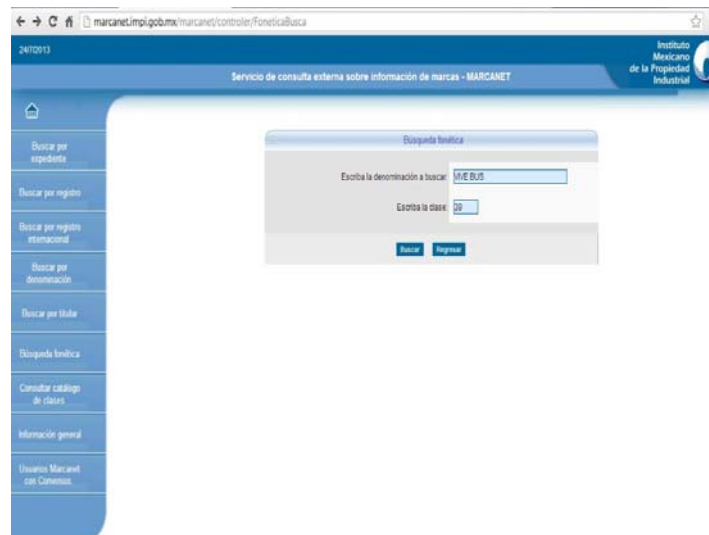 marcanet.impi.gob.mx/marcanet/controler/FoneticaBusca
24/7/2013
Instituto
Mexicano
de la Propiedad
Industrial
Servicio de consulta externa sobre información de marcas - MARCANET
Buscar por
expediente
Buscar por registro
Buscar por registro
internacional
Buscar por
denominación
Buscar por titular
Búsqueda fonética
Consultar catálogo
de clases
Información general
Usuarios Marcanet
con Convenios.
Búsqueda fonética
Escriba la denominación a buscar: VIVE BUS
Escriba la clase: 39
Buscar Regresar